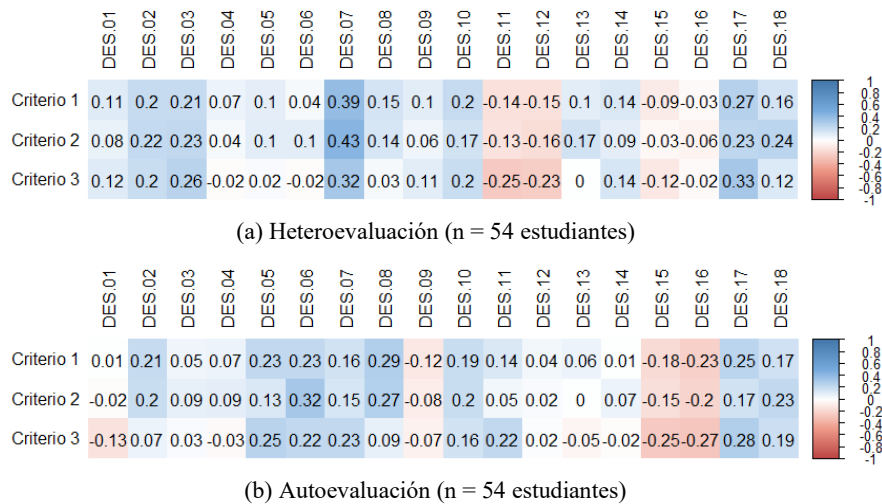 DES.01 DES.02 DES.03 DES.04 DES.05 DES.06 DES.07 DES.08 DES.09 DES.10 DES.11 DES.12 DES.13 DES.14 DES.15 DES.16 DES.17 DES.18
Criterio 1 0.11 0.2 0.21 0.07 0.1 0.04 0.39 0.15 0.1 0.2 -0.14 -0.15 0.1 0.14 -0.09 -0.03 0.27 0.16
Criterio 2 0.08 0.22 0.23 0.04 0.1 0.1 0.43 0.14 0.06 0.17 -0.13 -0.16 0.17 0.09 -0.03 -0.06 0.23 0.24
Criterio 3 0.12 0.2 0.26 -0.02 0.02 -0.02 0.32 0.03 0.11 0.2 -0.25 -0.23 0 0.14 -0.12 -0.02 0.33 0.12
1
0.8
0.6
0.4
0.2
0
-0.2
-0.4
-0.6
-0.8
-1
(a) Heteroevaluación (n = 54 estudiantes)
DES.01 DES.02 DES.03 DES.04 DES.05 DES.06 DES.07 DES.08 DES.09 DES.10 DES.11 DES.12 DES.13 DES.14 DES.15 DES.16 DES.17 DES.18
Criterio 1 0.01 0.21 0.05 0.07 0.23 0.23 0.16 0.29 -0.12 0.19 0.14 0.04 0.06 0.01 -0.18 -0.23 0.25 0.17
Criterio 2 -0.02 0.2 0.09 0.09 0.13 0.32 0.15 0.27 -0.08 0.2 0.05 0.02 0 0.07 -0.15 -0.2 0.17 0.23
Criterio 3 -0.13 0.07 0.03 -0.03 0.25 0.22 0.23 0.09 -0.07 0.16 0.22 0.02 -0.05 -0.02 -0.25 -0.27 0.28 0.19
1
0.8
0.6
0.4
0.2
0
-0.2
-0.4
-0.6
-0.8
-1
(b) Autoevaluación (n = 54 estudiantes)